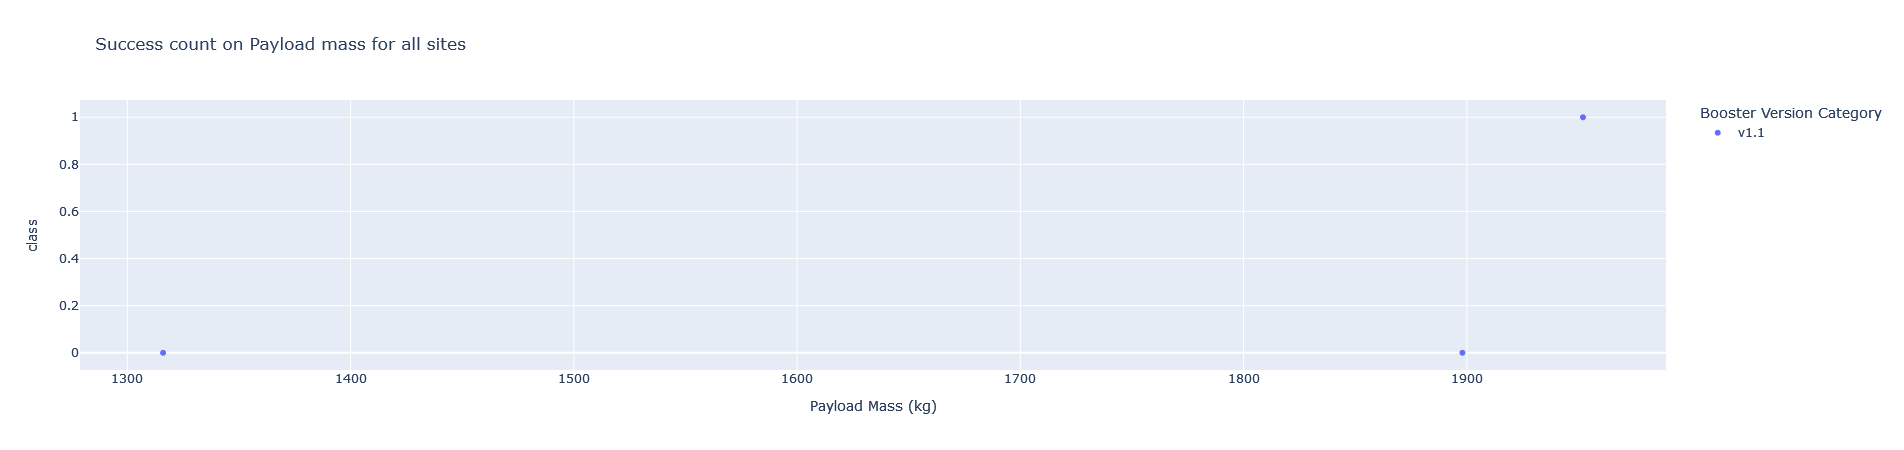 Success count on Payload mass for all sites
1
0.8
0.6
0.4
0.2
0
class
1300 1400 1500 1600 1700 1800 1900
Payload Mass (kg)
Booster Version Category
v1.1